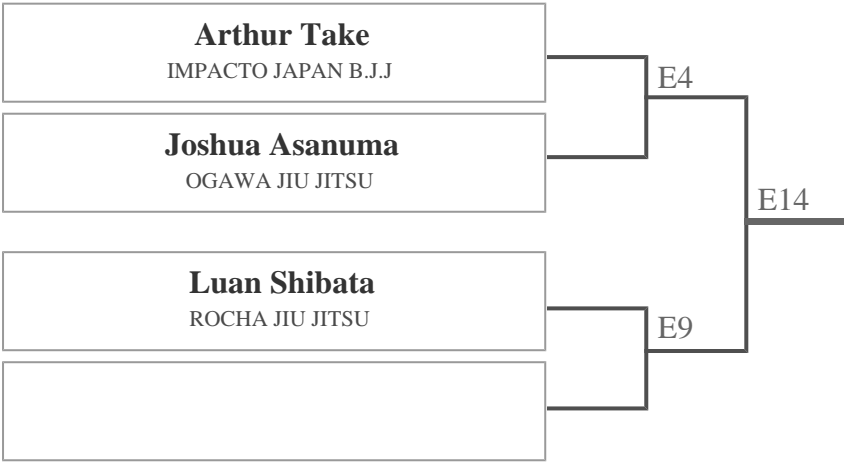 Arthur Take
IMPACTO JAPAN B.J.J
E4
Joshua Asanuma
OGAWA JIU JITSU
E14
Luan Shibata
ROCHA JIU JITSU
E9